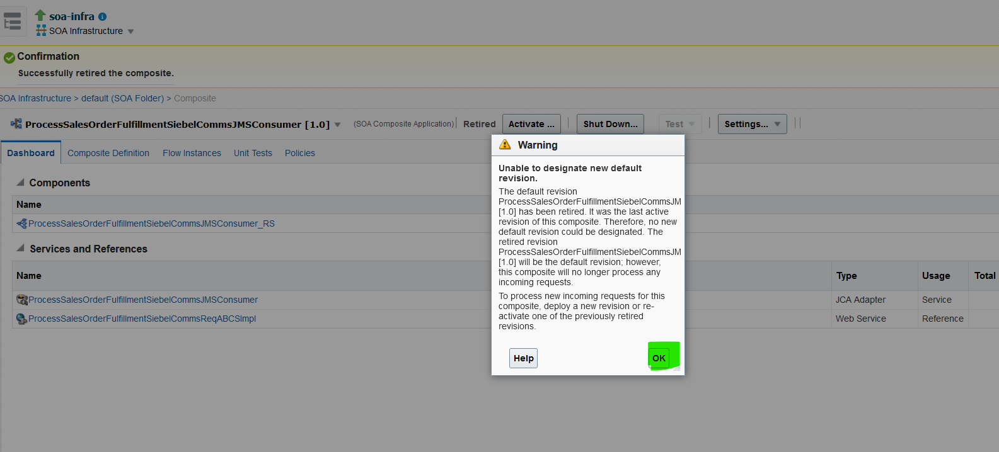 soa-infra
SOA Infrastructure
Confirmation
Successfully retired the composite.
SOA Infrastructure > default (SOA Folder) > Composite
ProcessSalesOrderFulfillmentSiebelCommsJMSConsumer [1.0] (SOA Composite Application) Retired Activate ... Shut Down... Test Settings...
Dashboard Composite Definition Flow Instances Unit Tests Policies
Components
Name
ProcessSalesOrderFulfillmentSiebelCommsJMSConsumer_RS
Services and References
Name Type Usage Total
ProcessSalesOrderFulfillmentSiebelCommsJMSConsumer JCA Adapter Service
ProcessSalesOrderFulfillmentSiebelCommsReqABCSImpl Web Service Reference
Warning
Unable to designate new default
revision.
The default revision
ProcessSalesOrderFulfillmentSiebelCommsJM
[1.0] has been retired. It was the last active
revision of this composite. Therefore, no new
default revision could be designated. The
retired revision
ProcessSalesOrderFulfillmentSiebelCommsJM
[1.0] will be the default revision; however,
this composite will no longer process any
incoming requests.
To process new incoming requests for this
composite, deploy a new revision or re-
activate one of the previously retired
revisions.
Help OK